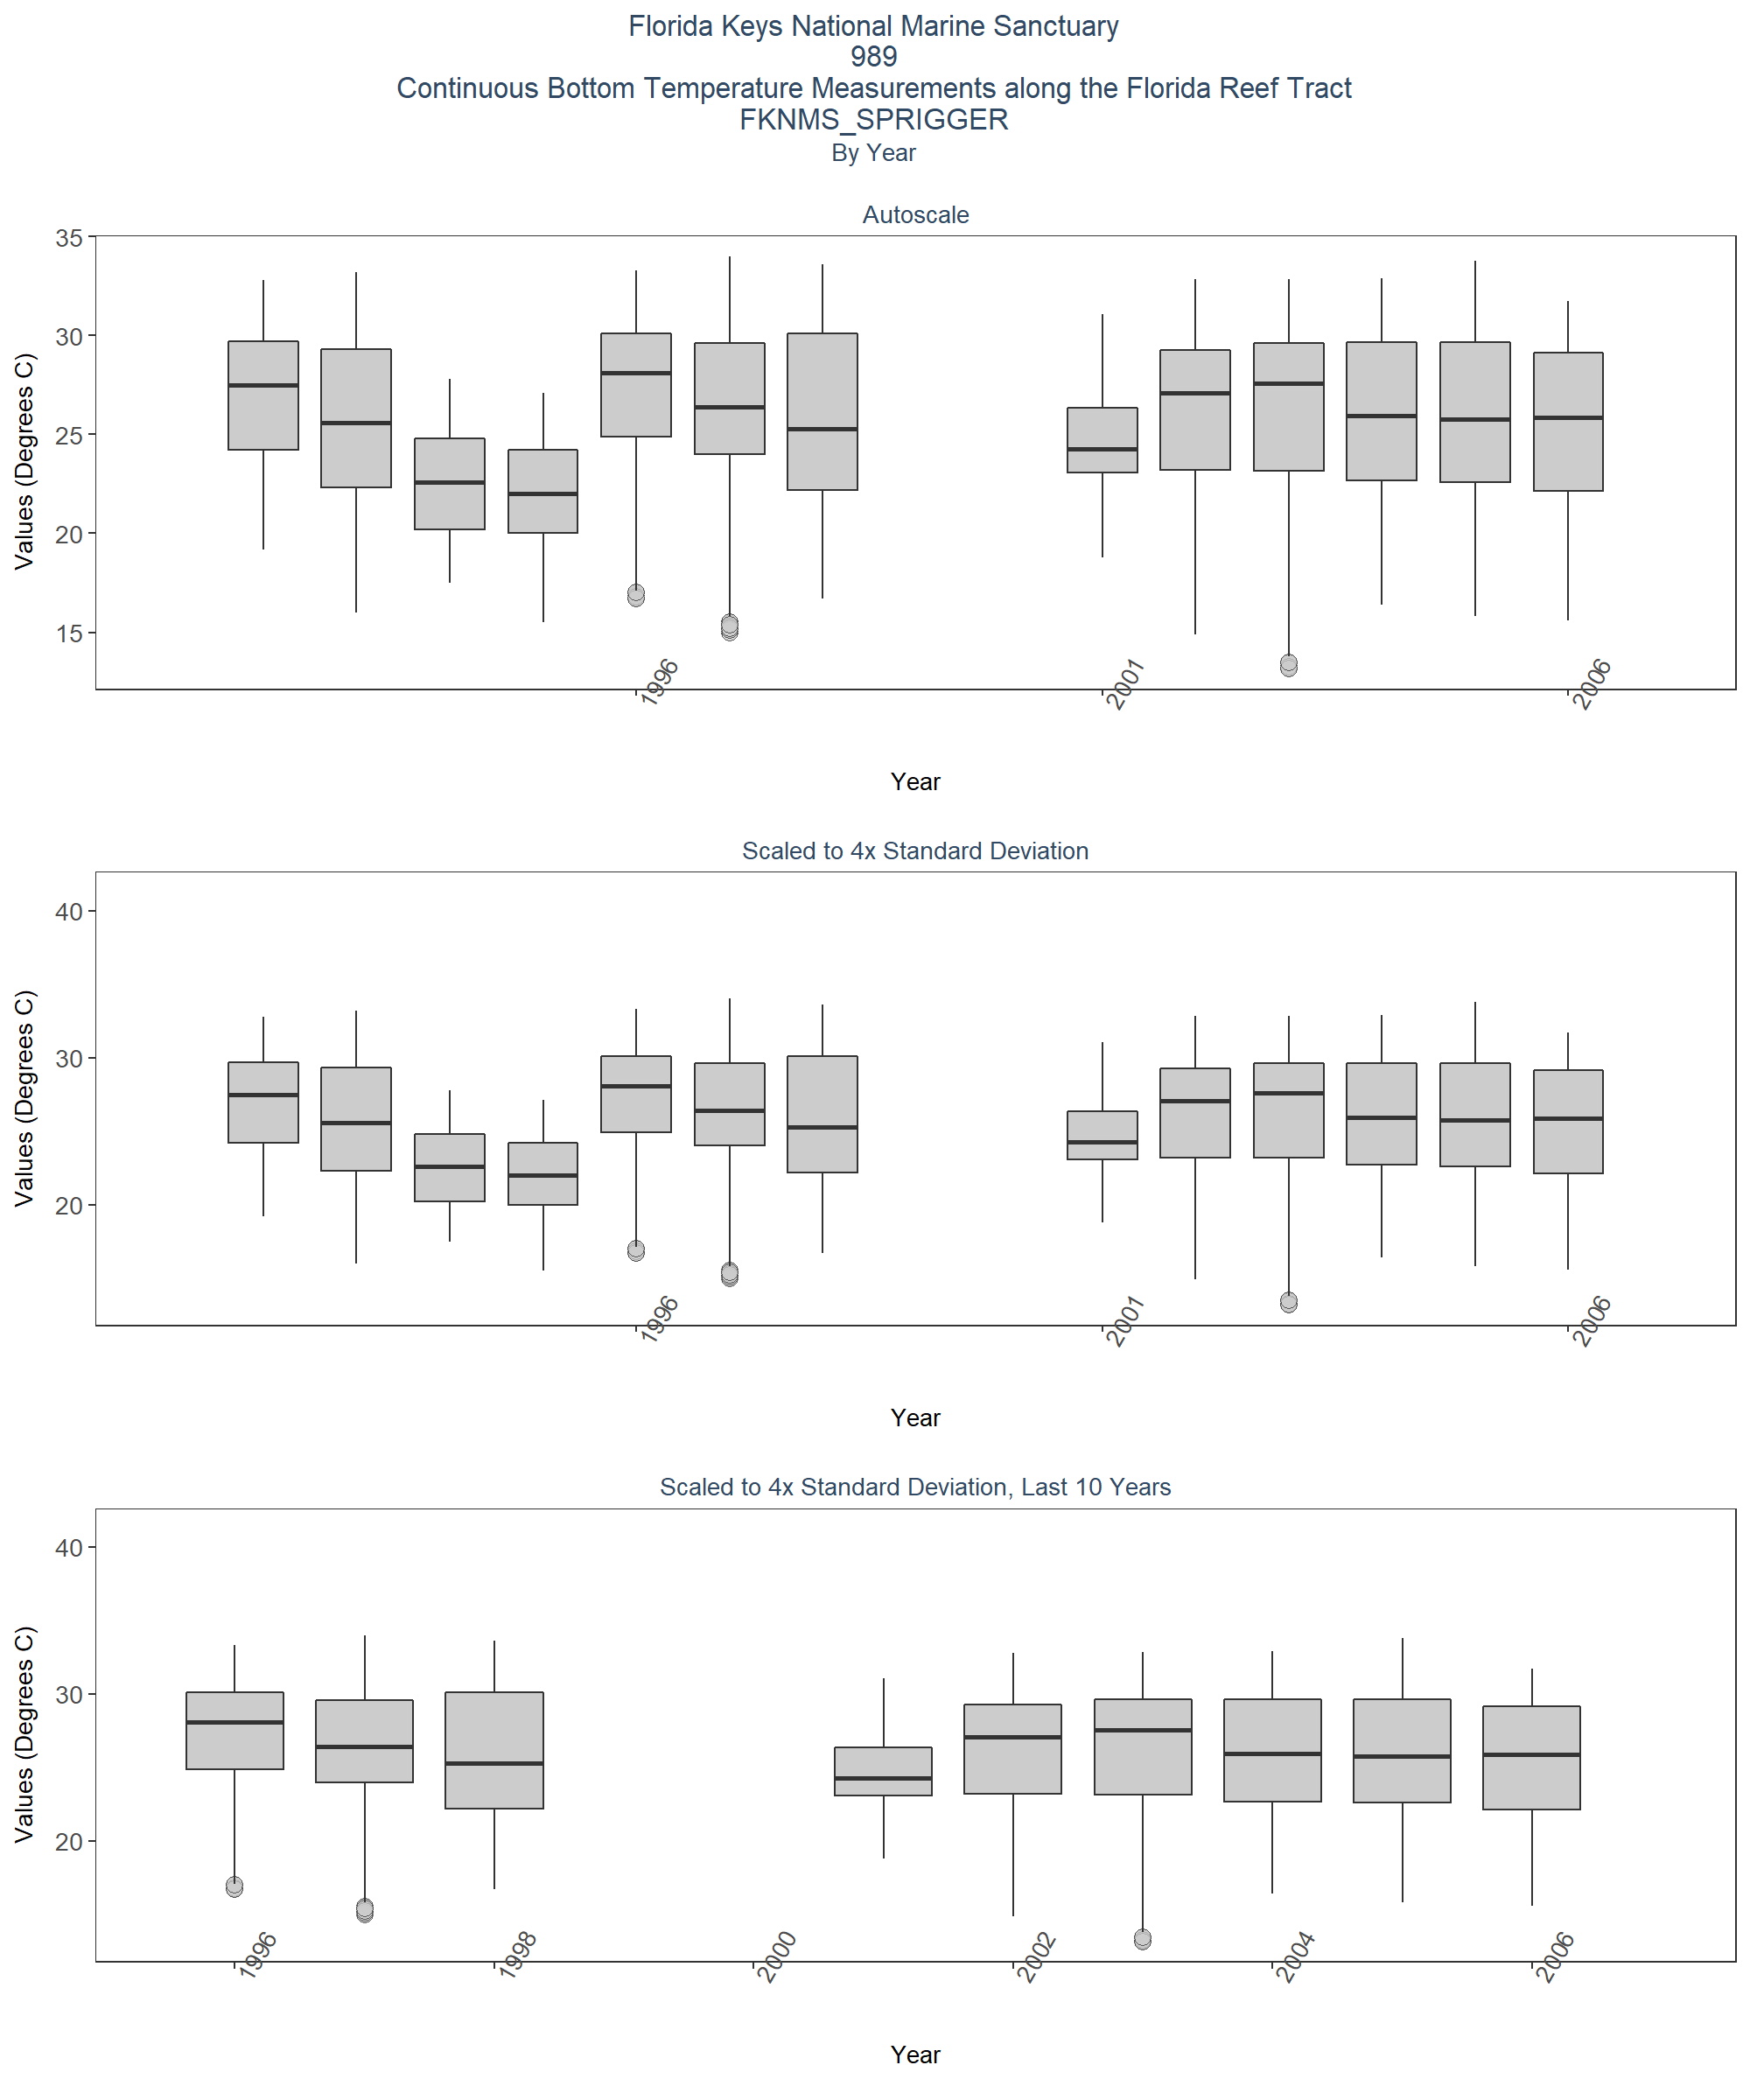 Florida Keys National Marine Sanctuary
989
Continuous Bottom Temperature Measurements along the Florida Reef Tract
FKNMS_SPRIGGER
By Year
Autoscale
35
30
25
20
15
Values (Degrees C)
1996
2001
2006
Year
Scaled to 4x Standard Deviation
40
30
20
Values (Degrees C)
1996
2001
2006
Year
Scaled to 4x Standard Deviation, Last 10 Years
40
30
20
Values (Degrees C)
1996
1998
2000
2002
2004
2006
Year